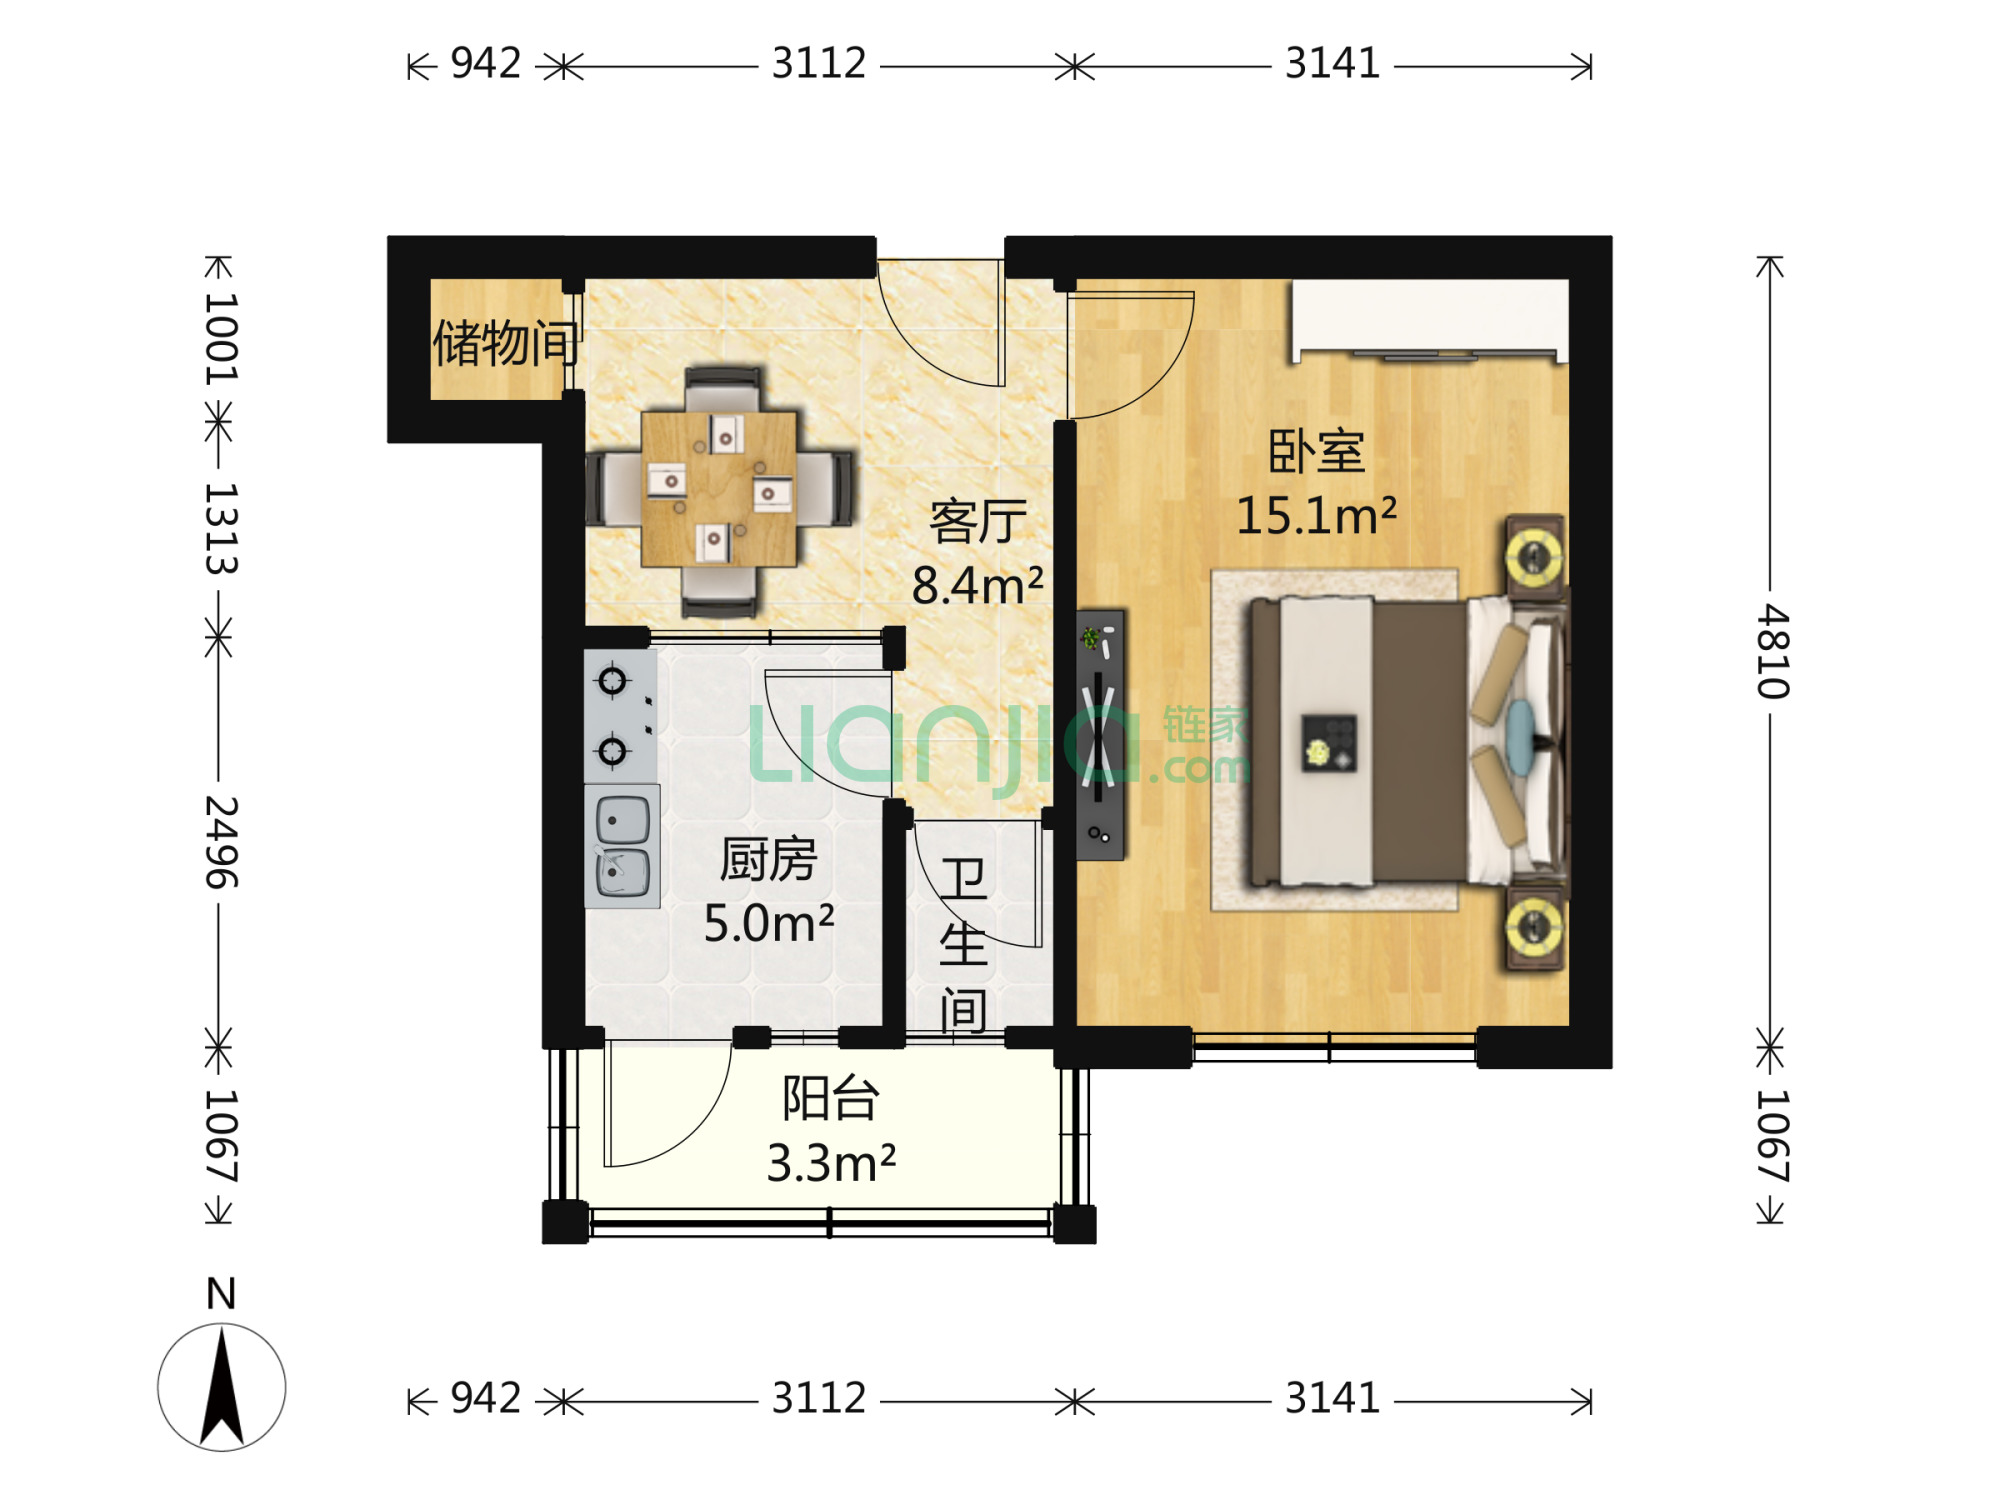 942 3112 3141
1001
1313
2496
1067
4810
1067
储物间
卧室
15.1m²
客厅
8.4m²
Lianjia.com 链家
厨房
5.0m²
卫生间
阳台
3.3m²
N
942 3112 3141